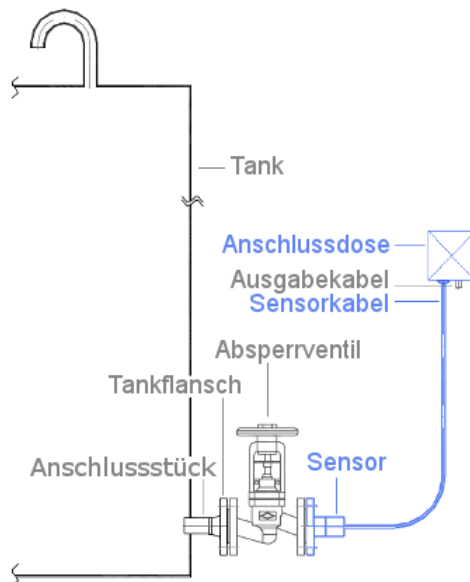 Tank
Anschlussdose
Ausgabekabel
Sensorkabel
Absperrventil
Tankflansch
Anschlussstück
Sensor